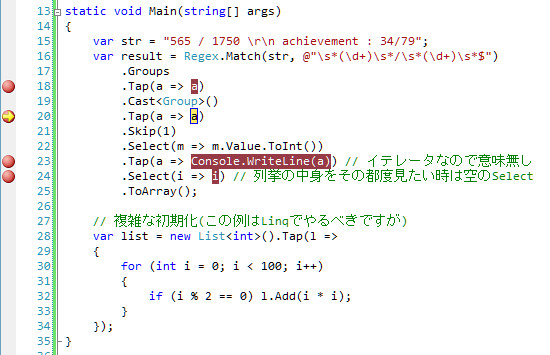 13 static void Main(string[] args)
14 {
15 var str = "565 / 1750 \r\n achievement : 34/79";
16 var result = Regex.Match(str, @"\s*(\d+)\s*/\s*(\d+)\s*$")
17 .Groups
18 .Tap(a => a)
19 .Cast<Group>()
20 .Tap(a => a)
21 .Skip(1)
22 .Select(m => m.Value.ToInt())
23 .Tap(a => Console.WriteLine(a)) // イテレータなので意味無し
24 .Select(i => i) // 列挙の中身をその都度見たい時は空のSelect
25 .ToArray();
26
27 // 複雑な初期化(この例はLinqでやるべきですが)
28 var list = new List<int>().Tap(l =>
29 {
30 for (int i = 0; i < 100; i++)
31 {
32 if (i % 2 == 0) l.Add(i * i);
33 }
34 });
35 }